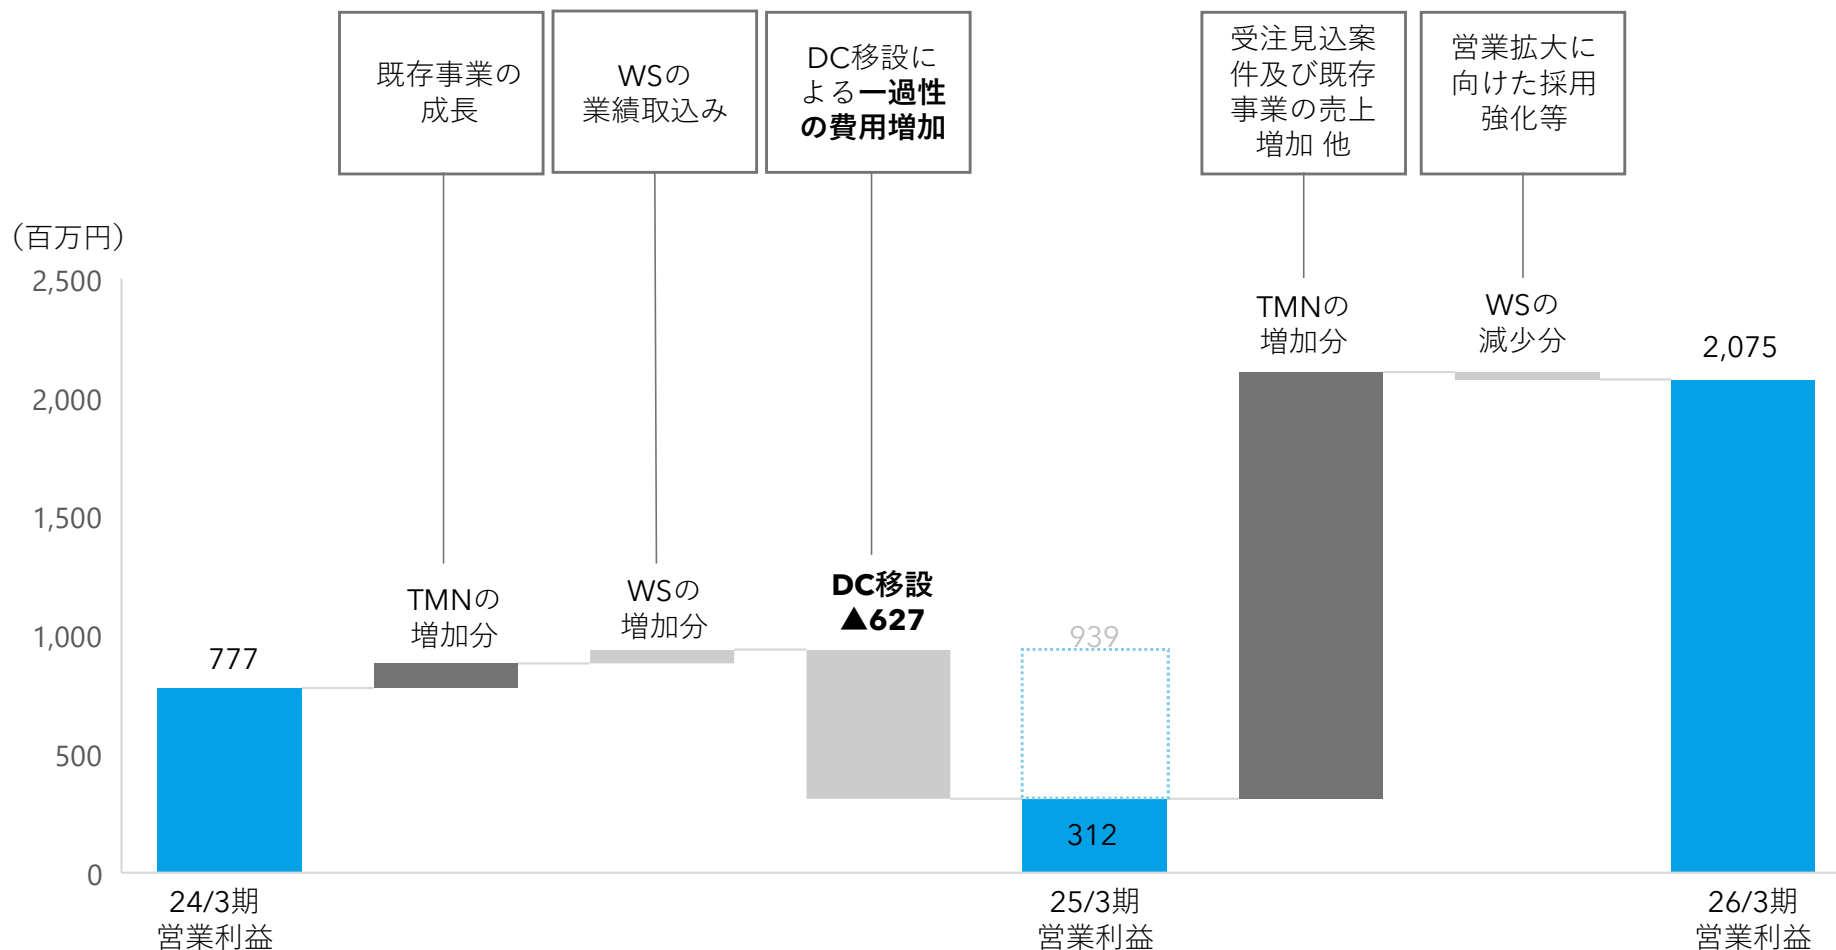 既存事業の
成長
WSの
業績取込み
DC移設に
よる一過性
の費用増加
受注見込案
件及び既存
事業の売上
増加 他
営業拡大に
向けた採用
強化等
(百万円)
2,500
2,000
1,500
1,000
500
0
777
TMNの
増加分
WSの
増加分
DC移設
▲627
939
312
TMNの
増加分
WSの
減少分
2,075
24/3期
営業利益
25/3期
営業利益
26/3期
営業利益